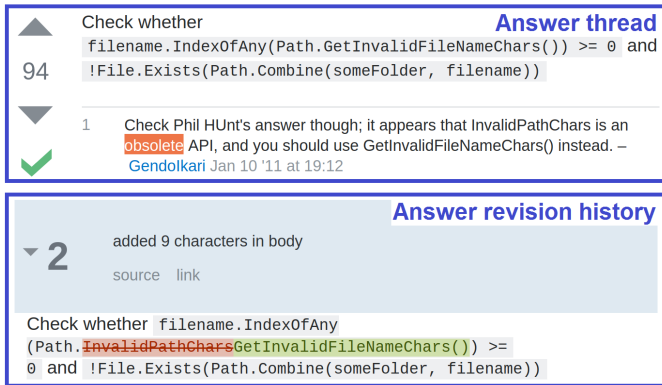 Check whether Answer thread
filename.IndexOfAny(Path.GetInvalidFileNameChars()) >= 0 and
94 !File.Exists(Path.Combine(someFolder, filename))
1 Check Phil HUnt's answer though; it appears that InvalidPathChars is an
obsolete API, and you should use GetInvalidFileNameChars() instead. –
Gendolkari Jan 10 '11 at 19:12
Answer revision history
2 added 9 characters in body
source link
Check whether filename.IndexOfAny
(Path.InvalidPathCharsGetInvalidFileNameChars()) >=
0 and !File.Exists(Path.Combine(someFolder, filename))